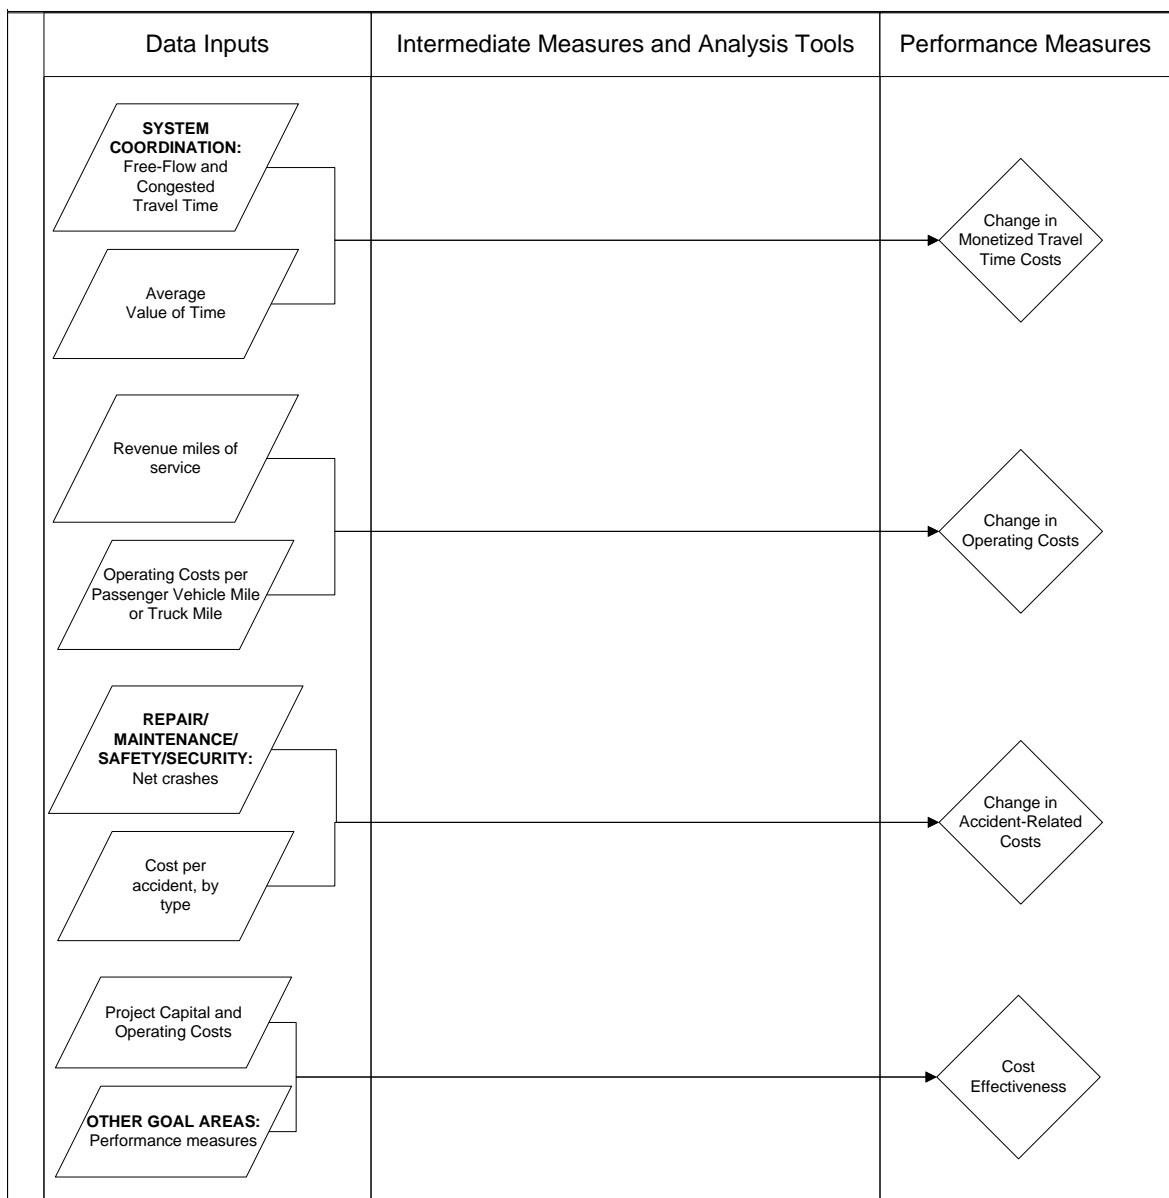 Data Inputs
Intermediate Measures and Analysis Tools
Performance Measures
SYSTEM
COORDINATION:
Free-Flow and
Congested
Travel Time
Average
Value of Time
Change in
Monetized Travel
Time Costs
Revenue miles of
service
Operating Costs per
Passenger Vehicle Mile
or Truck Mile
Change in
Operating Costs
REPAIR/
MAINTENANCE/
SAFETY/SECURITY:
Net crashes
Cost per
accident, by
type
Change in
Accident-Related
Costs
Project Capital and
Operating Costs
OTHER GOAL AREAS:
Performance measures
Cost
Effectiveness